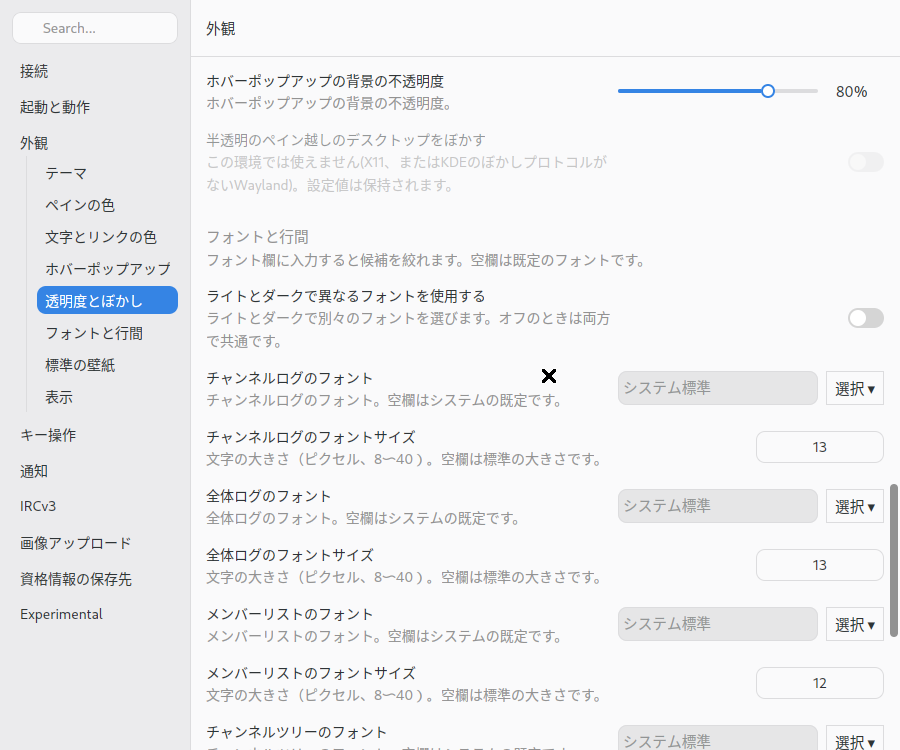 Search...
接続
起動と動作
外観
テーマ
ペインの色
文字とリンクの色
ホバーポップアップ
透明度とぼかし
フォントと行間
標準の壁紙
表示
キー操作
通知
IRCv3
画像アップロード
資格情報の保存先
Experimental
外観
ホバーポップアップの背景の不透明度
ホバーポップアップの背景の不透明度。
80%
半透明のペイン越しのデスクトップをぼかす
この環境では使えません(X11、またはKDEのぼかしプロトコルが
ないWayland)。設定値は保持されます。
フォントと行間
フォント欄に入力すると候補を絞れます。空欄は既定のフォントです。
ライトとダークで異なるフォントを使用する
ライトとダークで別々のフォントを選びます。オフのときは両方
で共通です。
チャンネルログのフォント
チャンネルログのフォント。空欄はシステムの既定です。
システム標準
選択 ▾
チャンネルログのフォントサイズ
文字の大きさ（ピクセル、8〜40 ）。空欄は標準の大きさです。
13
全体ログのフォント
全体ログのフォント。空欄はシステムの既定です。
システム標準
選択 ▾
全体ログのフォントサイズ
文字の大きさ（ピクセル、8〜40 ）。空欄は標準の大きさです。
13
メンバーリストのフォント
メンバーリストのフォント。空欄はシステムの既定です。
システム標準
選択 ▾
メンバーリストのフォントサイズ
文字の大きさ（ピクセル、8〜40 ）。空欄は標準の大きさです。
12
チャンネルツリーのフォント
システム標準
選択 ▾